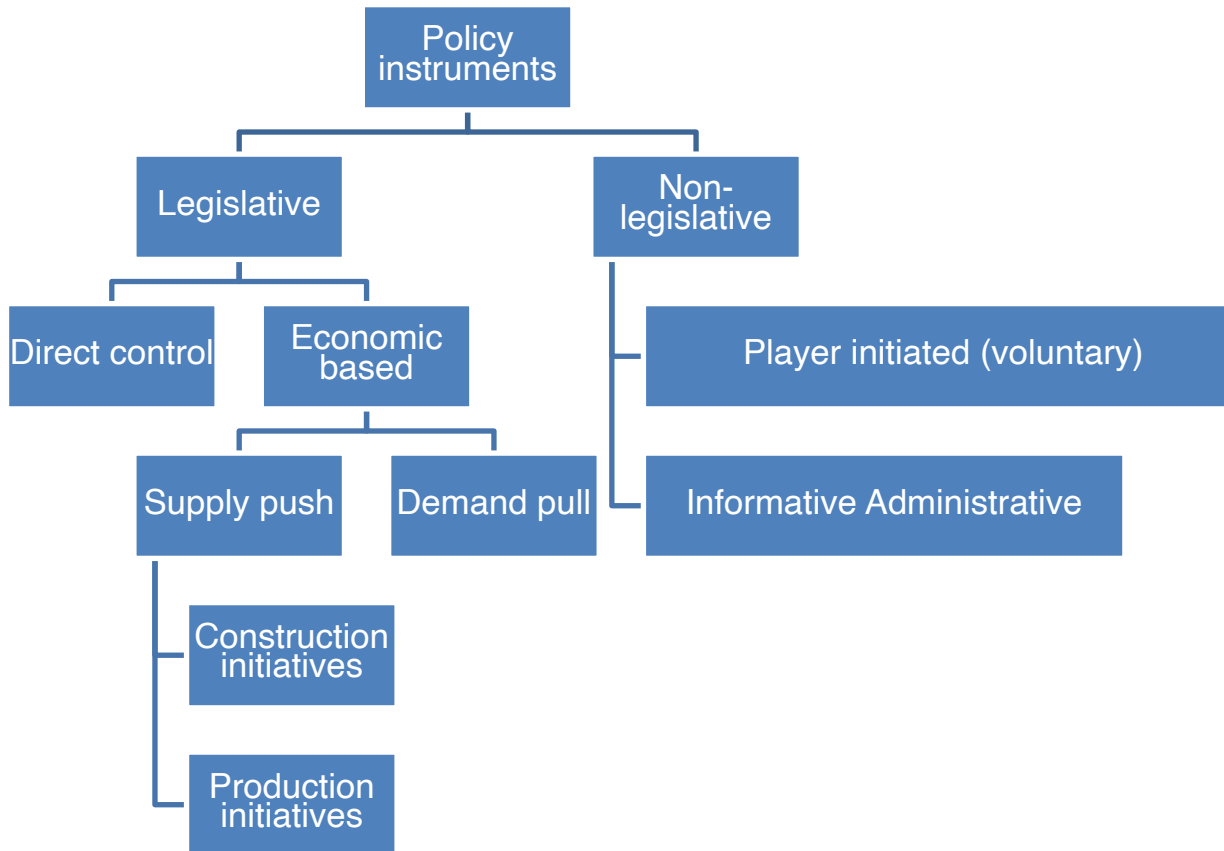 Policy
instruments
Legislative
Non-
legislative
Direct control
Economic
based
Player initiated (voluntary)
Supply push
Demand pull
Informative Administrative
Construction
initiatives
Production
initiatives